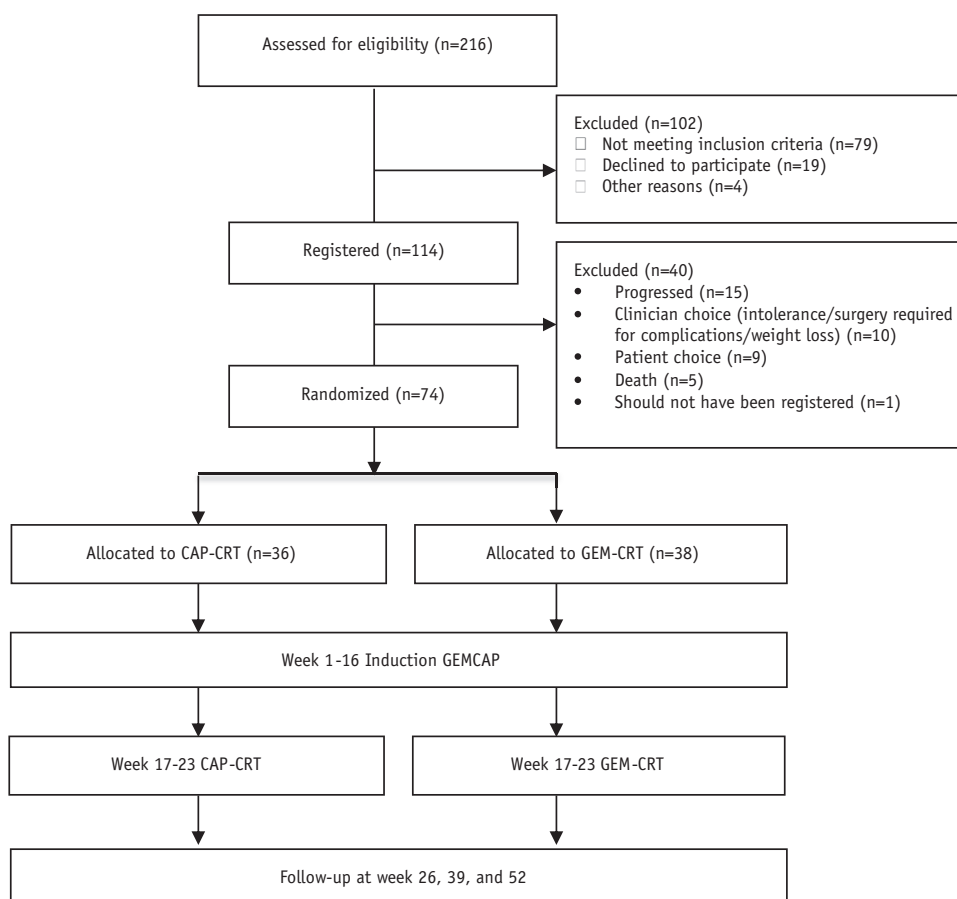 Assessed for eligibility (n=216)
Excluded (n=102)
□ Not meeting inclusion criteria (n=79)
□ Declined to participate (n=19)
□ Other reasons (n=4)
Registered (n=114)
Excluded (n=40)
• Progressed (n=15)
• Clinician choice (intolerance/surgery required
for complications/weight loss) (n=10)
• Patient choice (n=9)
• Death (n=5)
• Should not have been registered (n=1)
Randomized (n=74)
Allocated to CAP-CRT (n=36)
Allocated to GEM-CRT (n=38)
Week 1-16 Induction GEMCAP
Week 17-23 CAP-CRT
Week 17-23 GEM-CRT
Follow-up at week 26, 39, and 52